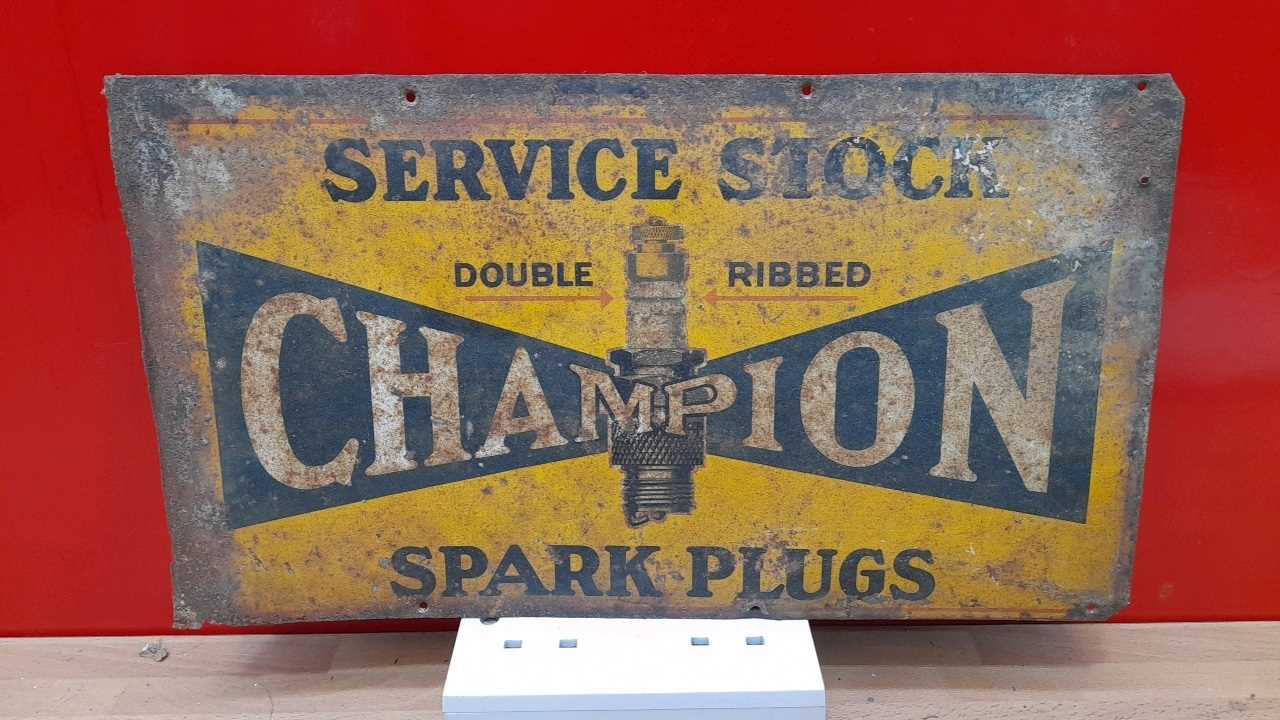 SERVICE STOCK
DOUBLE RIBBED
CHAMPION
SPARK PLUGS